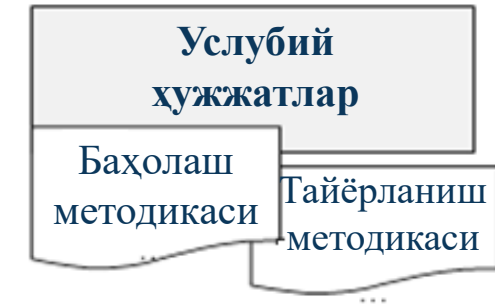 Услубий
ҳужжатлар
Баҳолаш
методикаси
...
Тайёрланиш
методикаси
...